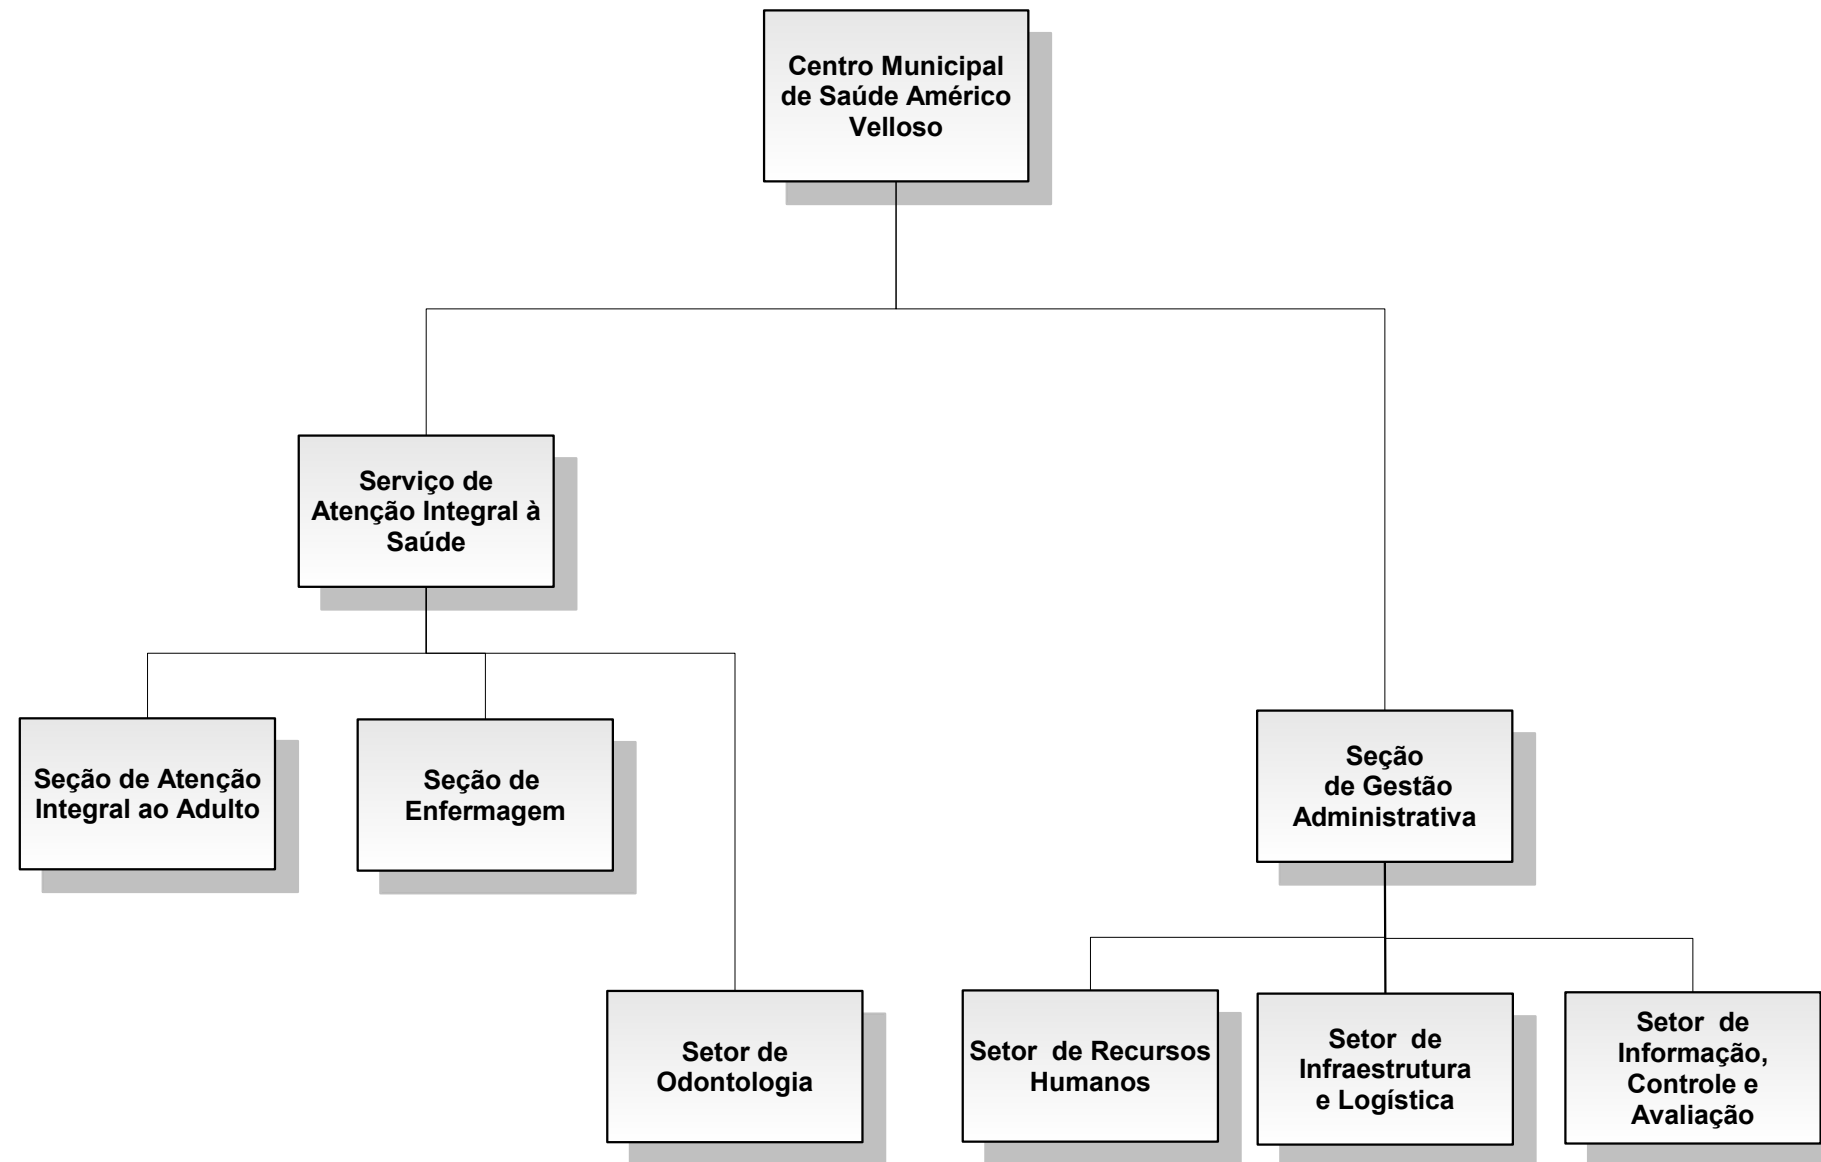 Centro Municipal
de Saúde Américo
Velloso
Serviço de
Atenção Integral à
Saúde
Seção de Atenção
Integral ao Adulto
Seção de
Enfermagem
Seção
de Gestão
Administrativa
Setor de
Odontologia
Setor de Recursos
Humanos
Setor de
Infraestrutura
e Logística
Setor de
Informação,
Controle e
Avaliação